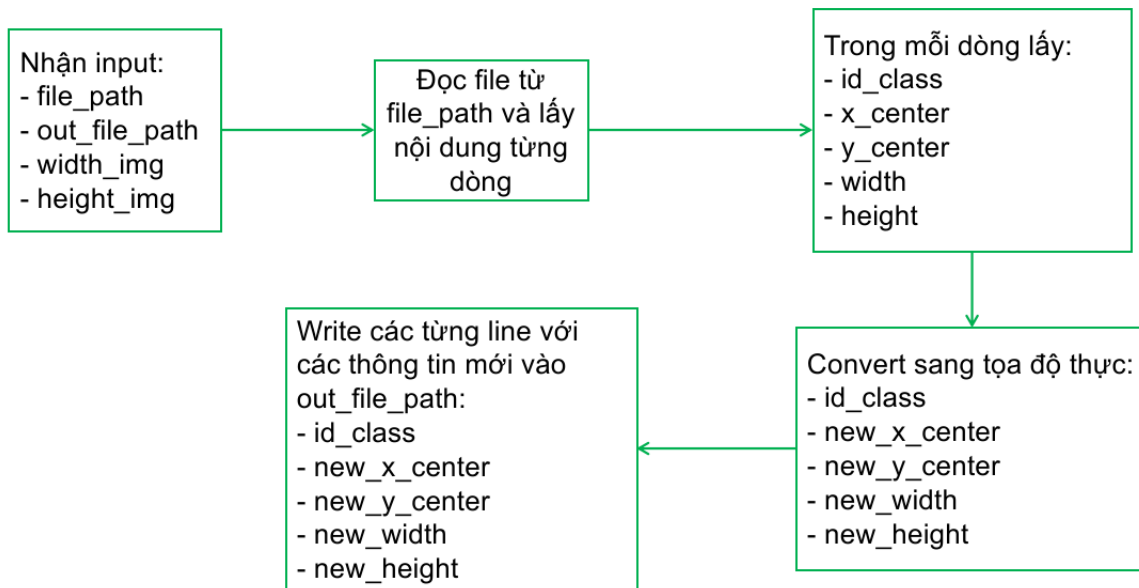 Nhận input:
- file_path
- out_file_path
- width_img
- height_img
Đọc file từ
file_path và lấy
nội dung từng
dòng
Trong mỗi dòng lấy:
- id_class
- x_center
- y_center
- width
- height
Convert sang tọa độ thực:
- id_class
- new_x_center
- new_y_center
- new_width
- new_height
Write các từng line với
các thông tin mới vào
out_file_path:
- id_class
- new_x_center
- new_y_center
- new_width
- new_height